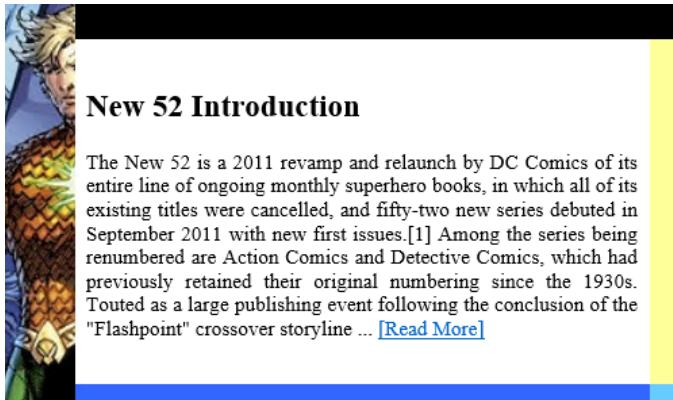 New 52 Introduction
The New 52 is a 2011 revamp and relaunch by DC Comics of its
entire line of ongoing monthly superhero books, in which all of its
existing titles were cancelled, and fifty-two new series debuted in
September 2011 with new first issues.[1] Among the series being
renumbered are Action Comics and Detective Comics, which had
previously retained their original numbering since the 1930s.
Touted as a large publishing event following the conclusion of the
"Flashpoint" crossover storyline ... [Read More]